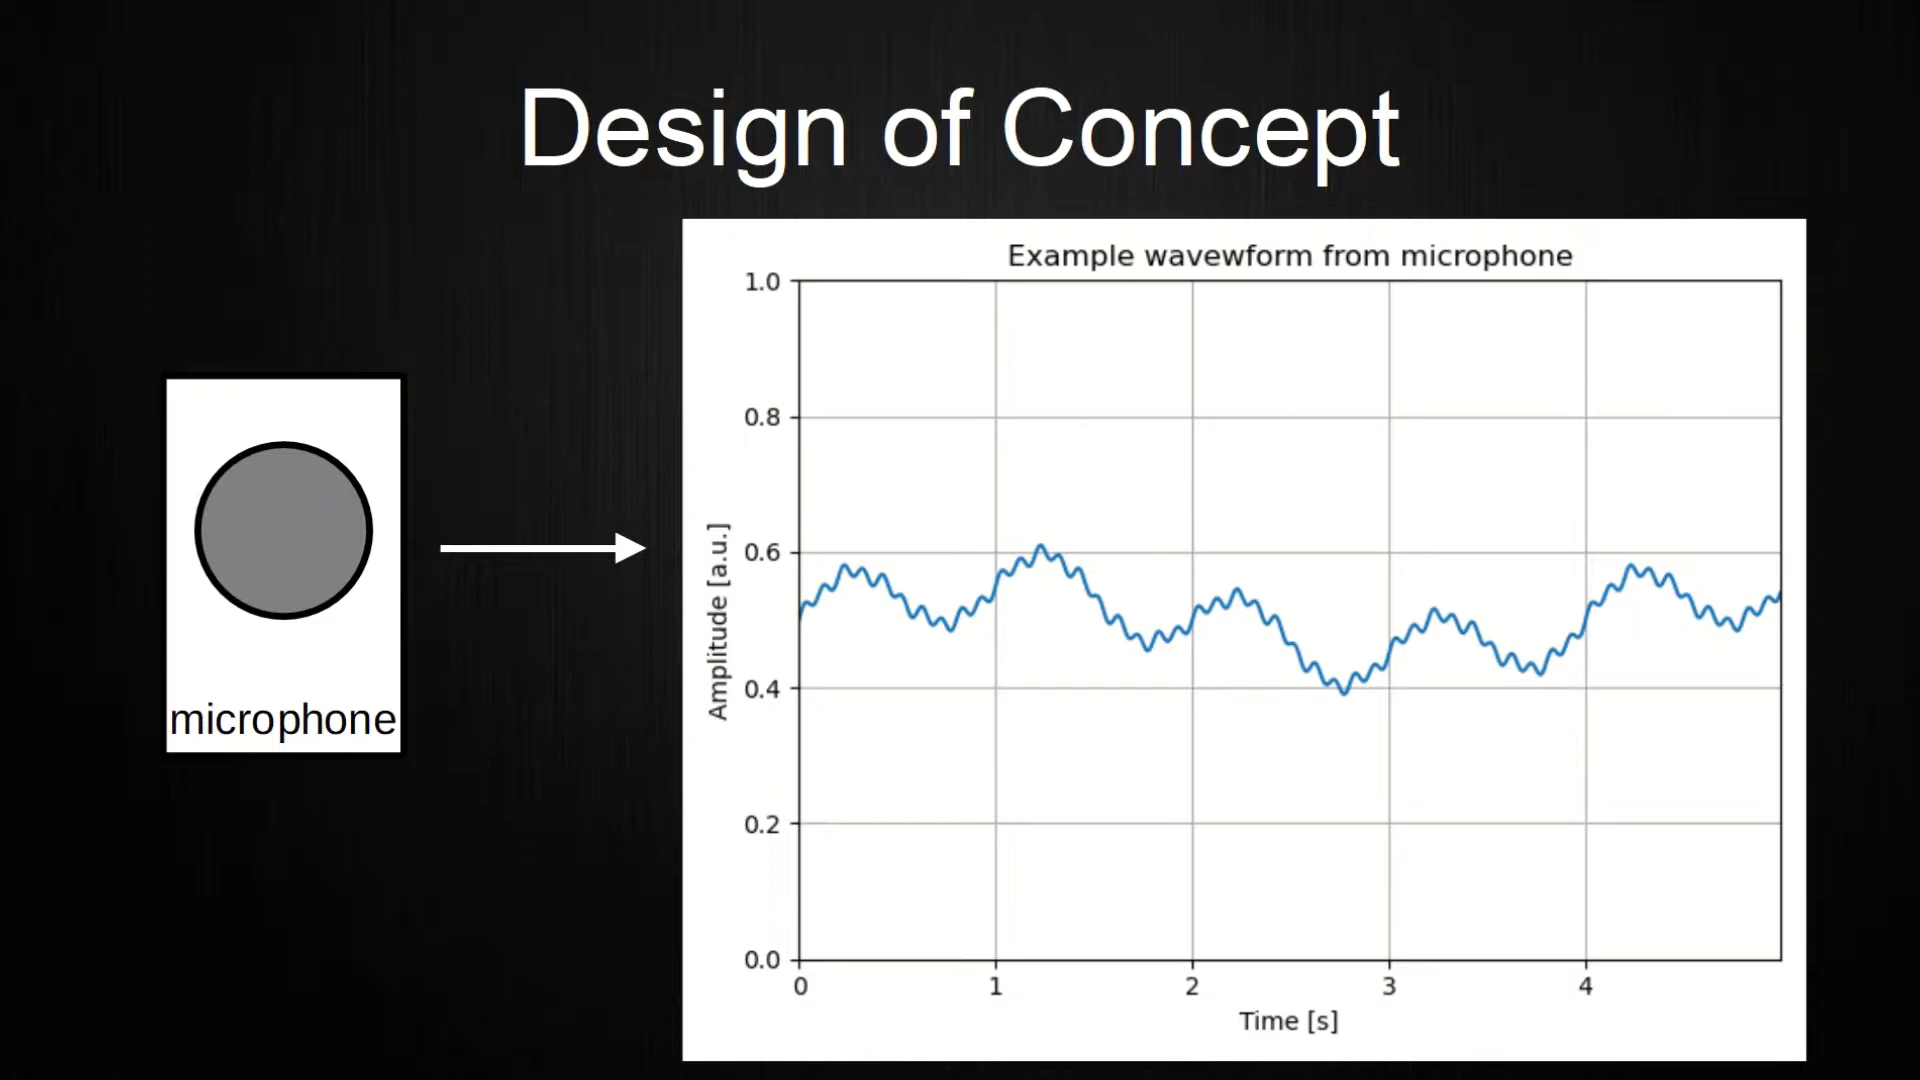 Design of Concept
microphone
Example wavewform from microphone
1.0
0.8
0.6
0.4
0.2
0.0
Amplitude [a.u.]
0 1 2 3 4
Time [s]